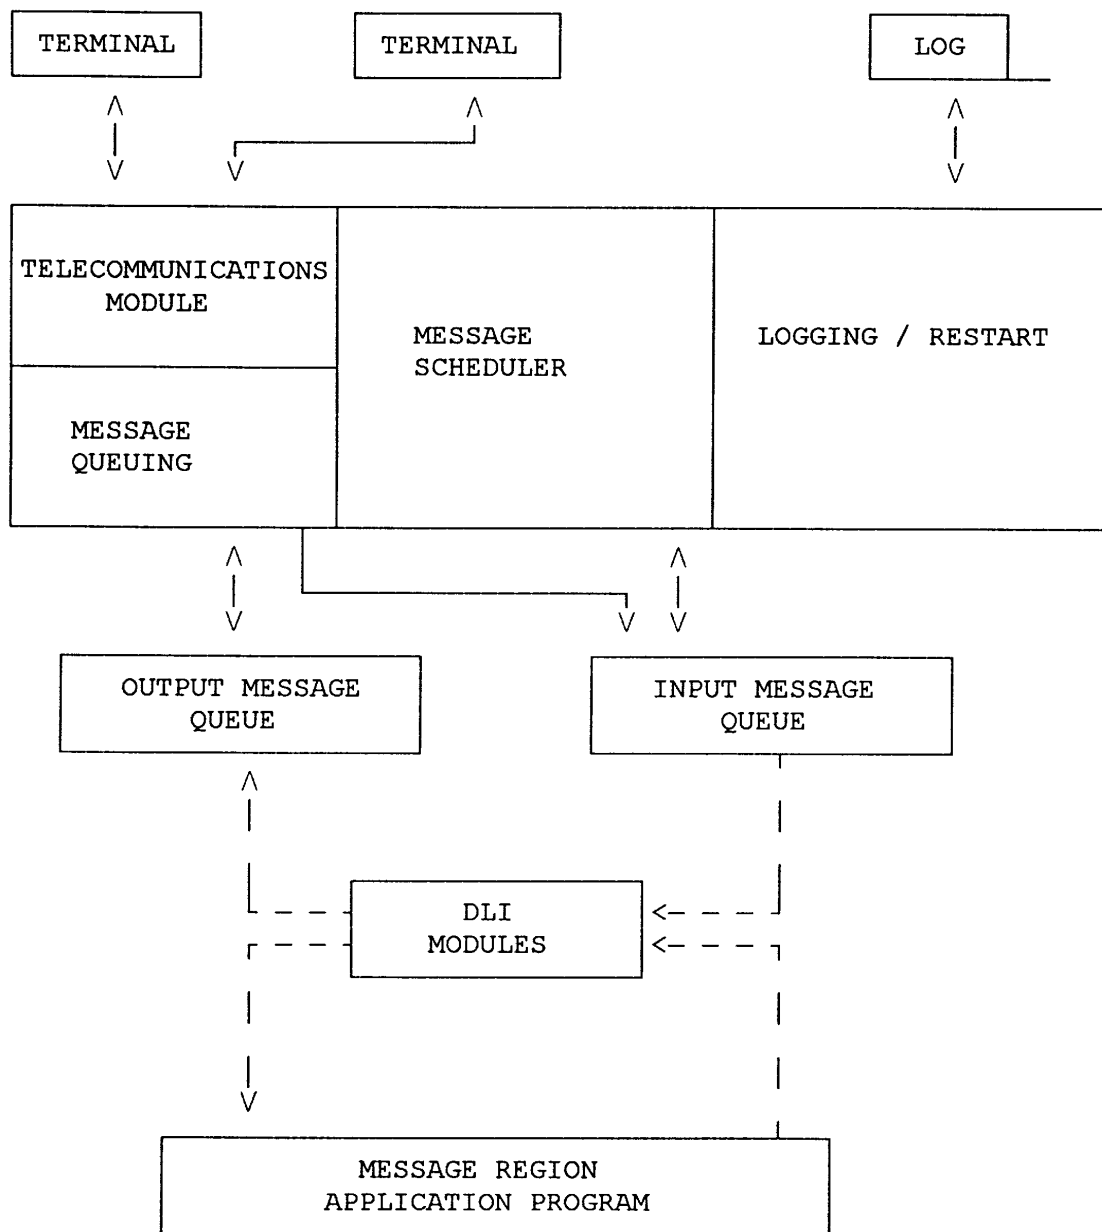 TERMINAL
TERMINAL
LOG
TELECOMMUNICATIONS
MODULE
MESSAGE
SCHEDULER
LOGGING / RESTART
MESSAGE
QUEUING
OUTPUT MESSAGE
QUEUE
INPUT MESSAGE
QUEUE
DLI
MODULES
MESSAGE REGION
APPLICATION PROGRAM